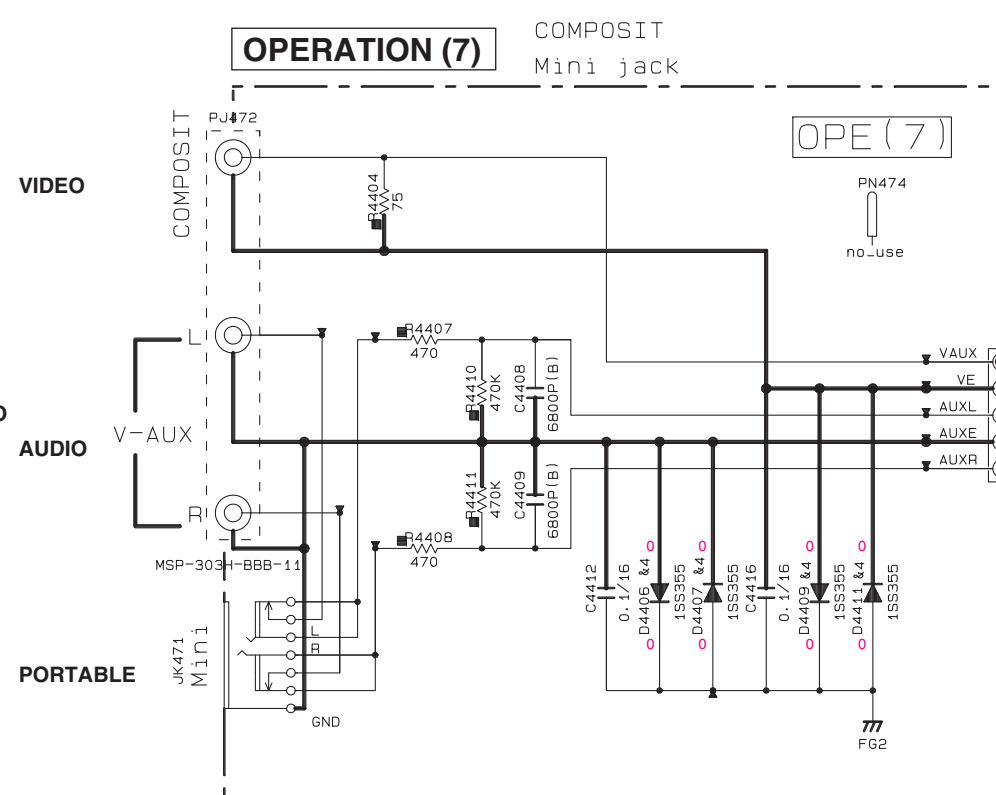 OPERATION (7)
COMPOSIT
Mini jack
PJ472
COMPOSIT
OPE(7)
VIDEO
R4404
75
PN474
no_use
L
R4407
470
R4410
470K
C4408
6800P(B)
VAUX
VE
AUXL
AUXE
AUXR
V-AUX
AUDIO
R4411
470K
C4409
6800P(B)
R
R4408
470
MSP-303H-BBB-11
C4412
0.1/16
0
D4406 &4
0
1SS355
0
D4407 &4
0
1SS355
C4416
0.1/16
0
D4409 &4
0
1SS355
0
D4411 &4
0
1SS355
PORTABLE
JK471
Mini
L
R
GND
FG2